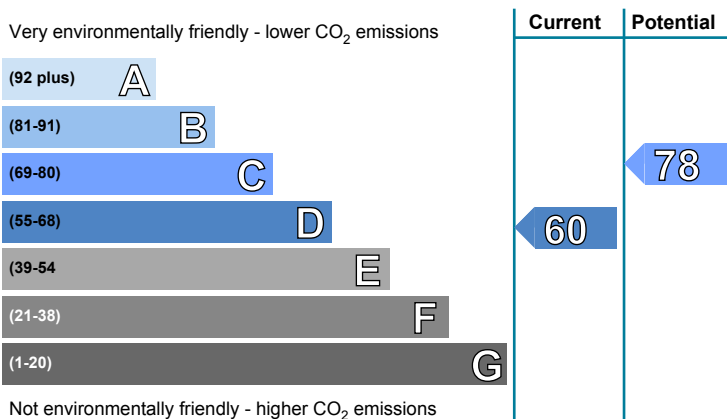 Very environmentally friendly - lower CO₂ emissions
Current Potential
(92 plus) A
(81-91) B
(69-80) C
78
(55-68) D
60
(39-54 E
(21-38) F
(1-20) G
Not environmentally friendly - higher CO₂ emissions